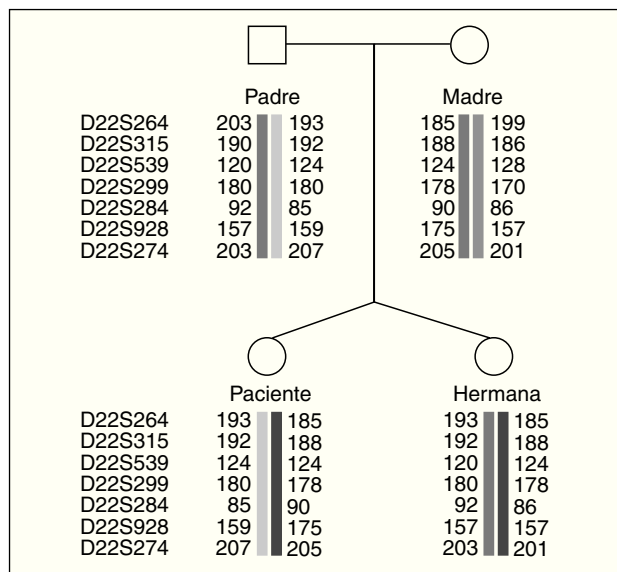 Padre Madre
D22S264 203 193 185 199
D22S315 190 192 188 186
D22S539 120 124 124 128
D22S299 180 180 178 170
D22S284 92 85 90 86
D22S928 157 159 175 157
D22S274 203 207 205 201
Paciente Hermana
D22S264 193 185 193 185
D22S315 192 188 192 188
D22S539 124 124 120 124
D22S299 180 178 180 178
D22S284 85 90 92 86
D22S928 159 175 157 157
D22S274 207 205 203 201